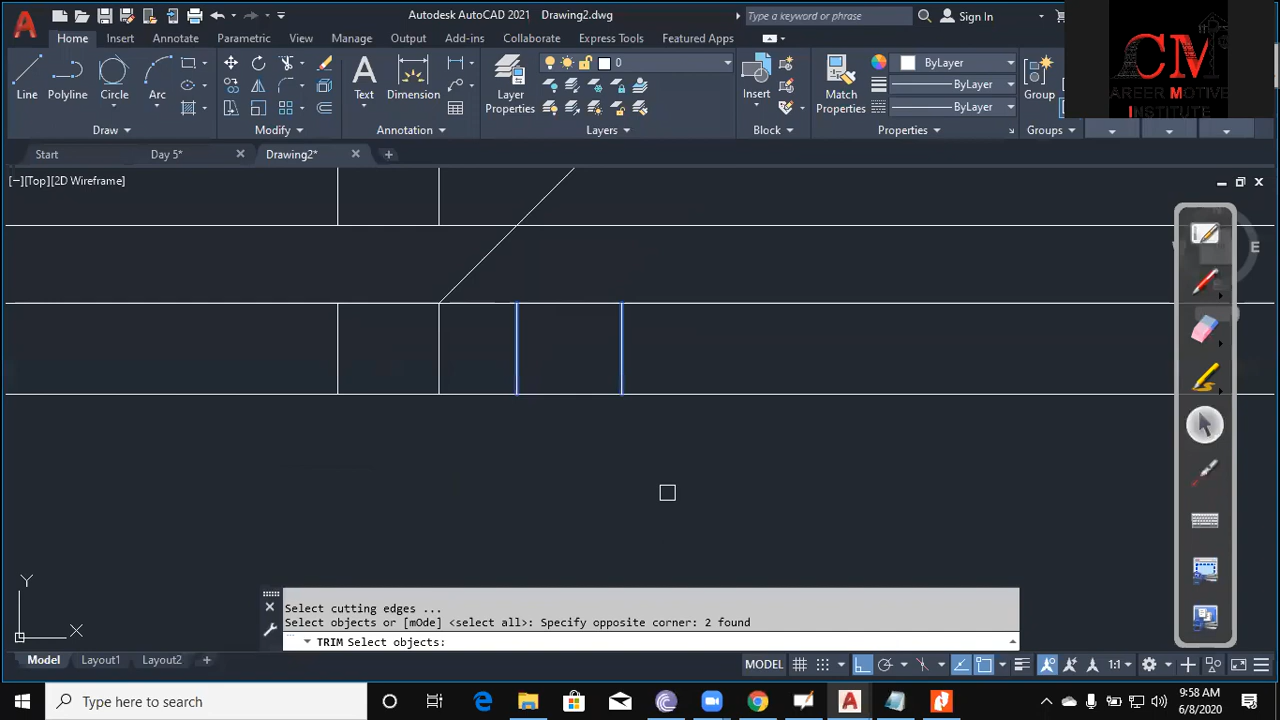 Autodesk AutoCAD 2021 Drawing2.dwg
Type a keyword or phrase
Sign In
Home Insert Annotate Parametric View Manage Output Add-ins Collaborate Express Tools Featured Apps
ACM
AREER MOTIVE
INSTITUTE
0
ByLayer
ByLayer
ByLayer
Line Polyline Circle Arc
Text Dimension
Layer
Properties
Insert
Match
Properties
Group
Draw Modify Annotation Layers Block Properties Groups
Start Day 5* Drawing2*
[−][Top][2D Wireframe]
E
Y
X
Select cutting edges ...
Select objects or [mOde] <select all>: Specify opposite corner: 2 found
TRIM Select objects:
Model Layout1 Layout2
MODEL
1:1
Type here to search
9:58 AM
6/8/2020